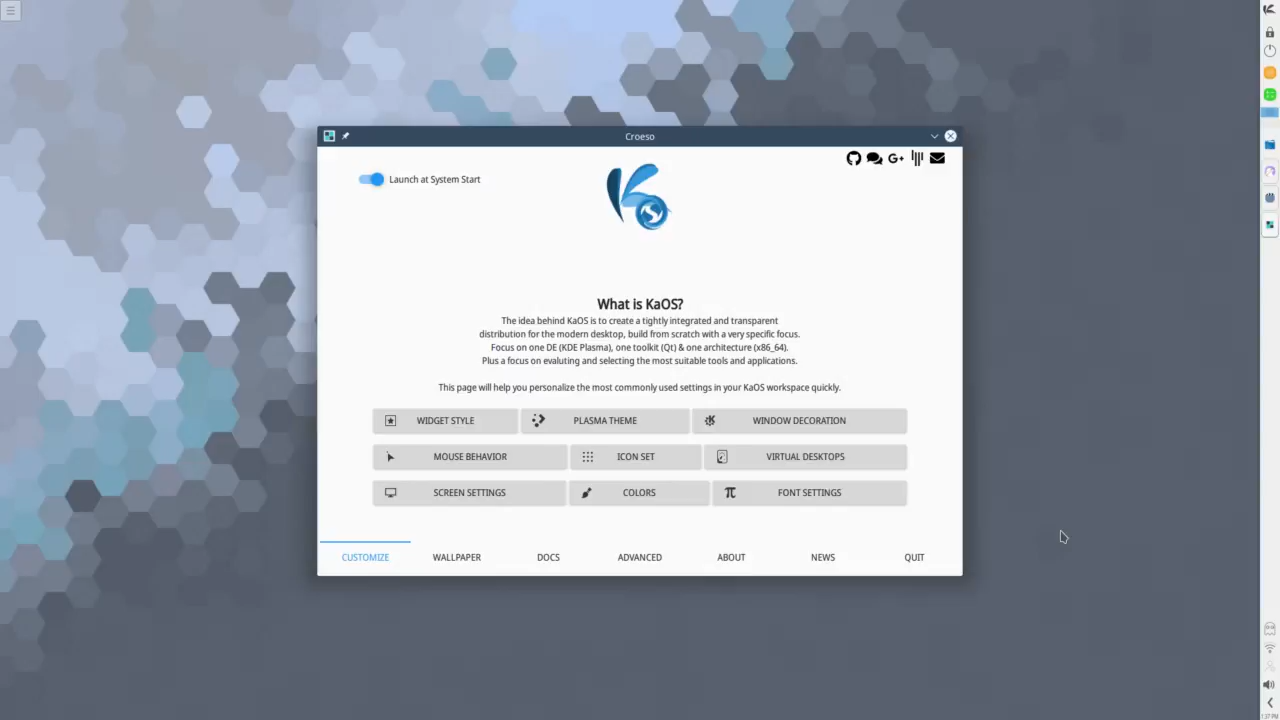 Croeso
Launch at System Start
G+
What is KaOS?
The idea behind KaOS is to create a tightly integrated and transparent
distribution for the modern desktop, build from scratch with a very specific focus.
Focus on one DE (KDE Plasma), one toolkit (Qt) & one architecture (x86_64).
Plus a focus on evaluting and selecting the most suitable tools and applications.
This page will help you personalize the most commonly used settings in your KaOS workspace quickly.
WIDGET STYLE PLASMA THEME WINDOW DECORATION
MOUSE BEHAVIOR ICON SET VIRTUAL DESKTOPS
SCREEN SETTINGS COLORS FONT SETTINGS
CUSTOMIZE WALLPAPER DOCS ADVANCED ABOUT NEWS QUIT
1:37 PM